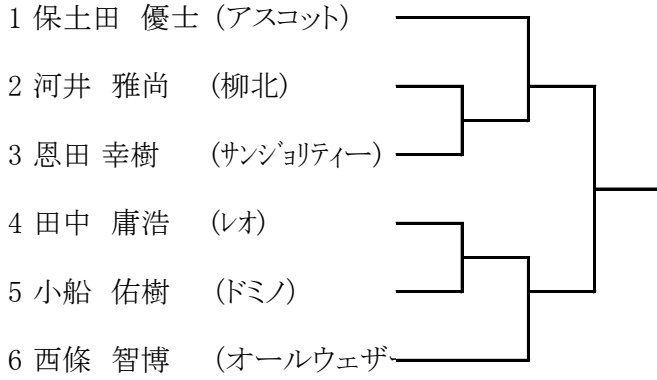 1 保土田 優士 (アスコット)
2 河井 雅尚 (柳北)
3 恩田 幸樹 (サンジョリティー)
4 田中 庸浩 (レオ)
5 小船 佑樹 (ドミノ)
6 西條 智博 (オールウェザー